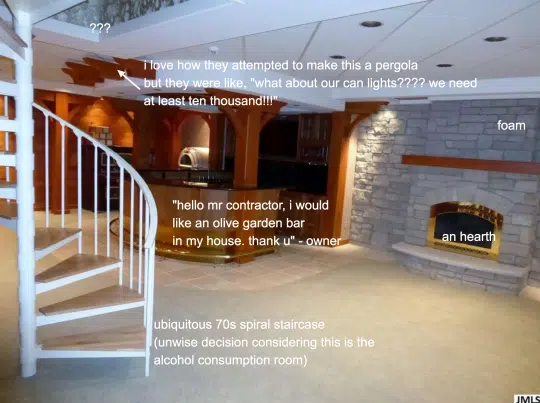 ???
i love how they attempted to make this a pergola
but they were like, "what about our can lights???? we need
at least ten thousand!!!"
foam
"hello mr contractor, i would
like an olive garden bar
in my house. thank u" - owner
an hearth
ubiquitous 70s spiral staircase
(unwise decision considering this is the
alcohol consumption room)
JMLS